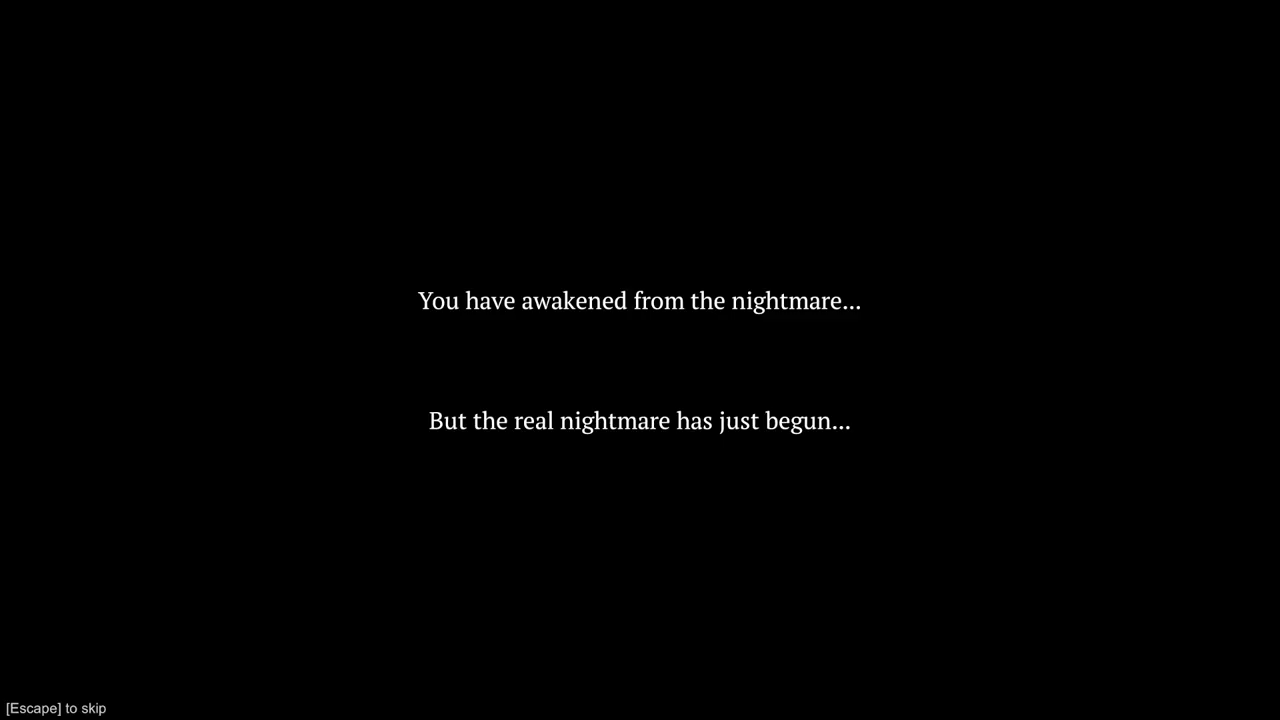 You have awakened from the nightmare...
But the real nightmare has just begun...
[Escape] to skip